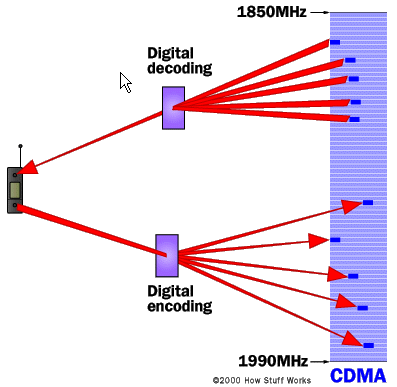 1850MHz
Digital
decoding
Digital
encoding
1990MHz
©2000 How Stuff Works
CDMA